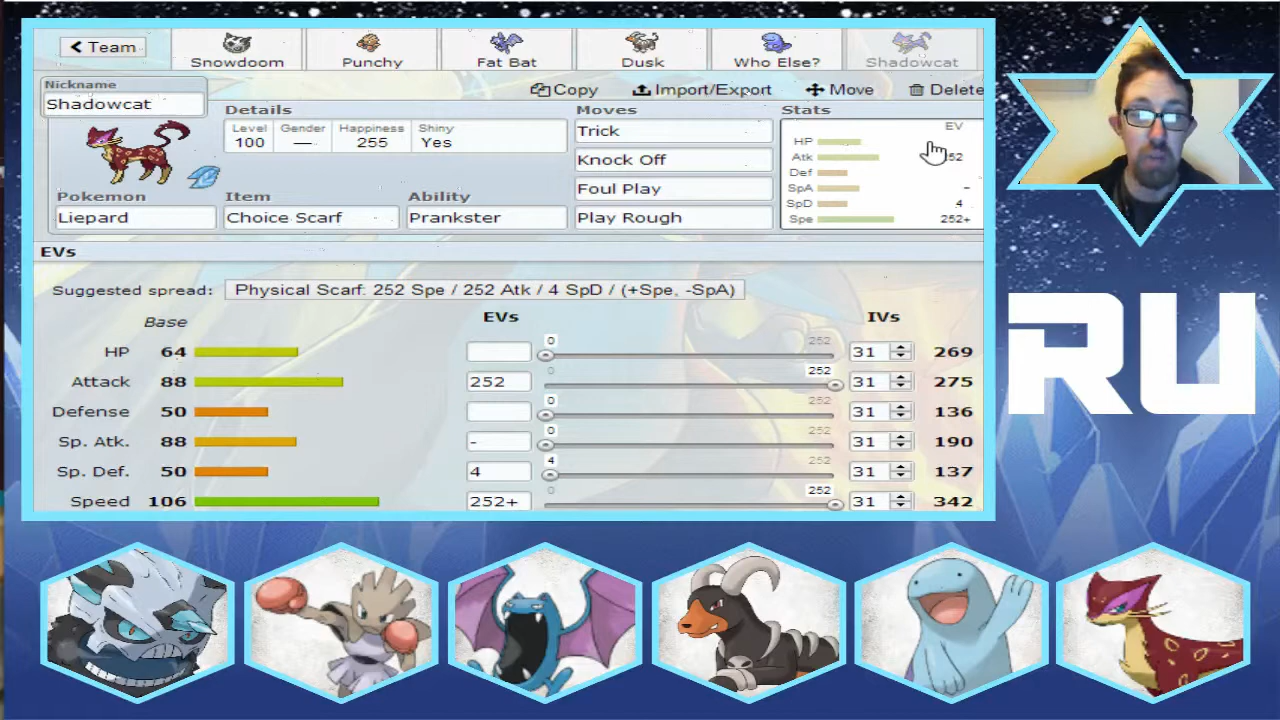 Team
Snowdoom
Punchy
Fat Bat
Dusk
Who Else?
Shadowcat
Nickname
Shadowcat
Copy Import/Export Move Delete
Details
Level Gender Happiness Shiny
100 — 255 Yes
Pokemon
Liepard
Item
Choice Scarf
Ability
Prankster
Moves
Trick
Knock Off
Foul Play
Play Rough
Stats
EV
HP
Atk 52
Def
SpA -
SpD 4
Spe 252+
EVs
Suggested spread: Physical Scarf: 252 Spe / 252 Atk / 4 SpD / (+Spe, -SpA)
Base EVs IVs
HP 64 0 252 31 269
Attack 88 252 0 252 31 275
Defense 50 0 252 31 136
Sp. Atk. 88 - 0 252 31 190
Sp. Def. 50 4 4 252 31 137
Speed 106 252+ 0 252 31 342
RU